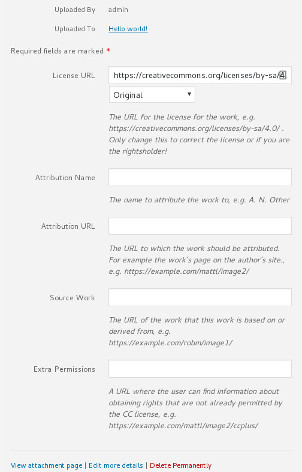 Uploaded By admin
Uploaded To Hello world!
Required fields are marked *
License URL https://creativecommons.org/licenses/by-sa/4
Original
The URL for the license for the work, e.g.
https://creativecommons.org/licenses/by-sa/4.0/ .
Only change this to correct the license or if you are
the rightsholder!
Attribution Name
The name to attribute the work to, e.g. A. N. Other
Attribution URL
The URL to which the work should be attributed.
For example the work's page on the author's site.,
e.g. https://example.com/mattl/image2/
Source Work
The URL of the work that this is based on or
derived from, e.g.
https://example.com/robm/image1/
Extra Permissions
A URL where the user can find information about
obtaining rights that are not already permitted by
the CC license, e.g.
https://example.com/mattl/image2/ccplus/
View attachment page | Edit more details | Delete Permanently